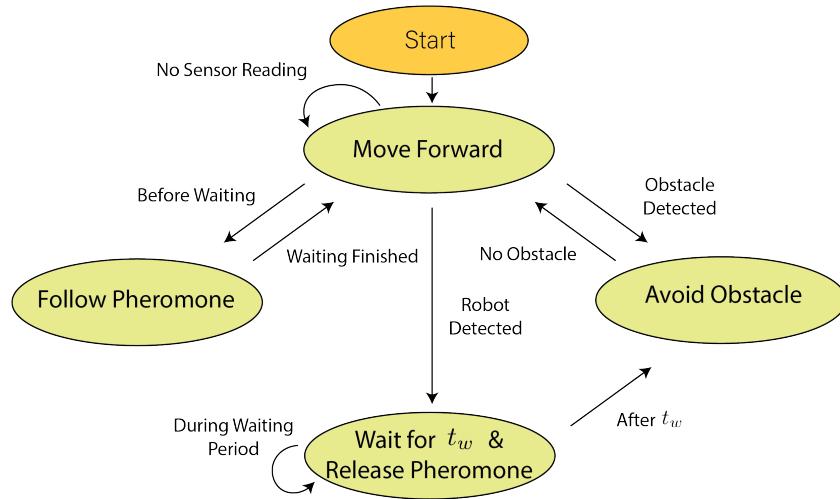 Start
No Sensor Reading
Move Forward
Before Waiting
Obstacle
Detected
Waiting Finished
No Obstacle
Follow Pheromone
Avoid Obstacle
Robot
Detected
During Waiting
Period
Wait for t_w &
Release Pheromone
After t_w